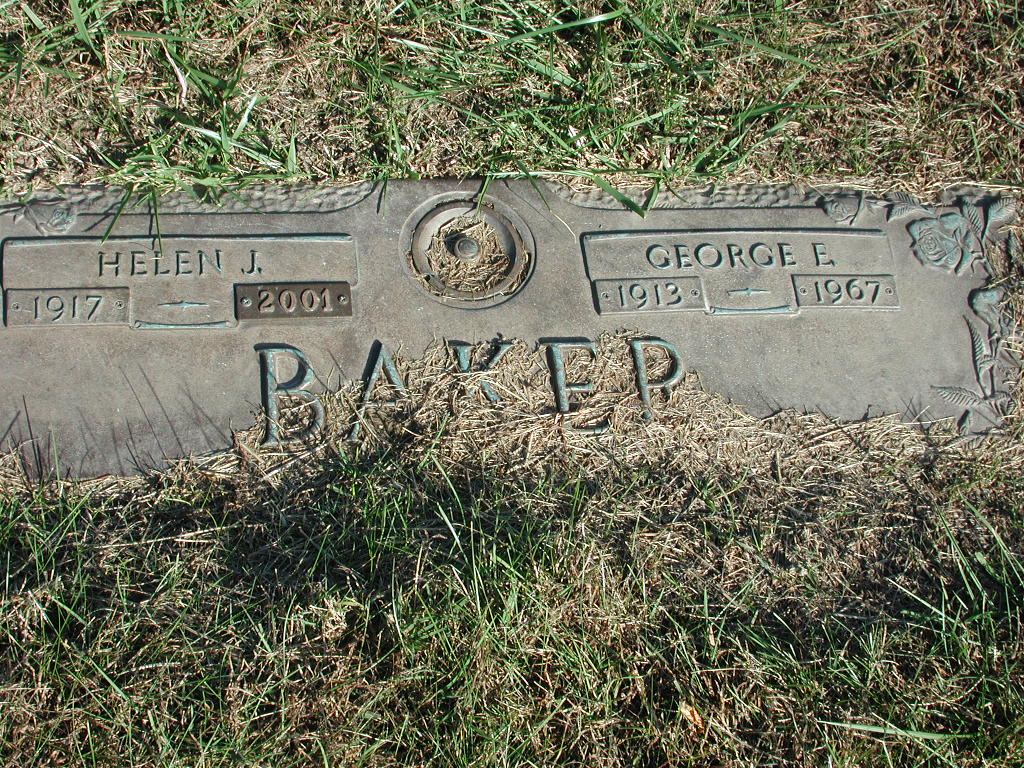 HELEN J.
1917 2001
GEORGE E.
1913 1967
BAKER